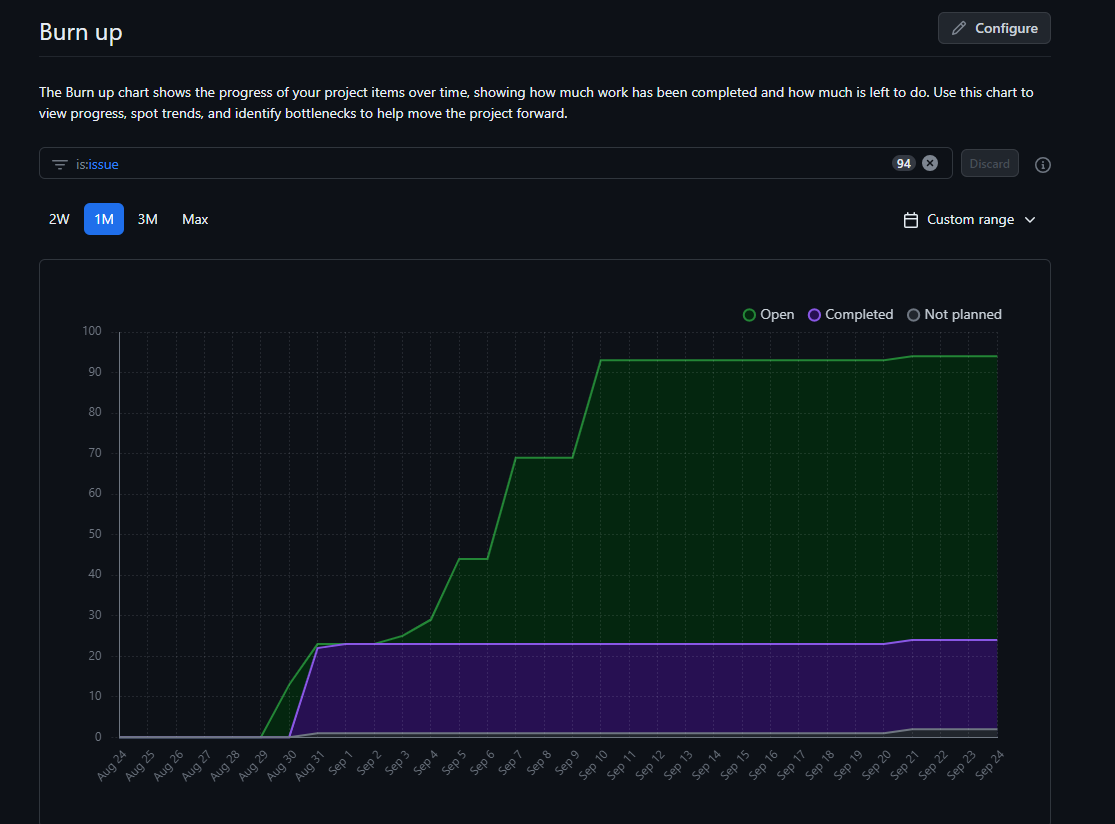 Burn up
Configure
The Burn up chart shows the progress of your project items over time, showing how much work has been completed and how much is left to do. Use this chart to
view progress, spot trends, and identify bottlenecks to help move the project forward.
is:issue
94
Discard
2W 1M 3M Max
Custom range
Open Completed Not planned
100
90
80
70
60
50
40
30
20
10
0
Aug 24 Aug 25 Aug 26 Aug 27 Aug 28 Aug 29 Aug 30 Aug 31 Sep 1 Sep 2 Sep 3 Sep 4 Sep 5 Sep 6 Sep 7 Sep 8 Sep 9 Sep 10 Sep 11 Sep 12 Sep 13 Sep 14 Sep 15 Sep 16 Sep 17 Sep 18 Sep 19 Sep 20 Sep 21 Sep 22 Sep 23 Sep 24